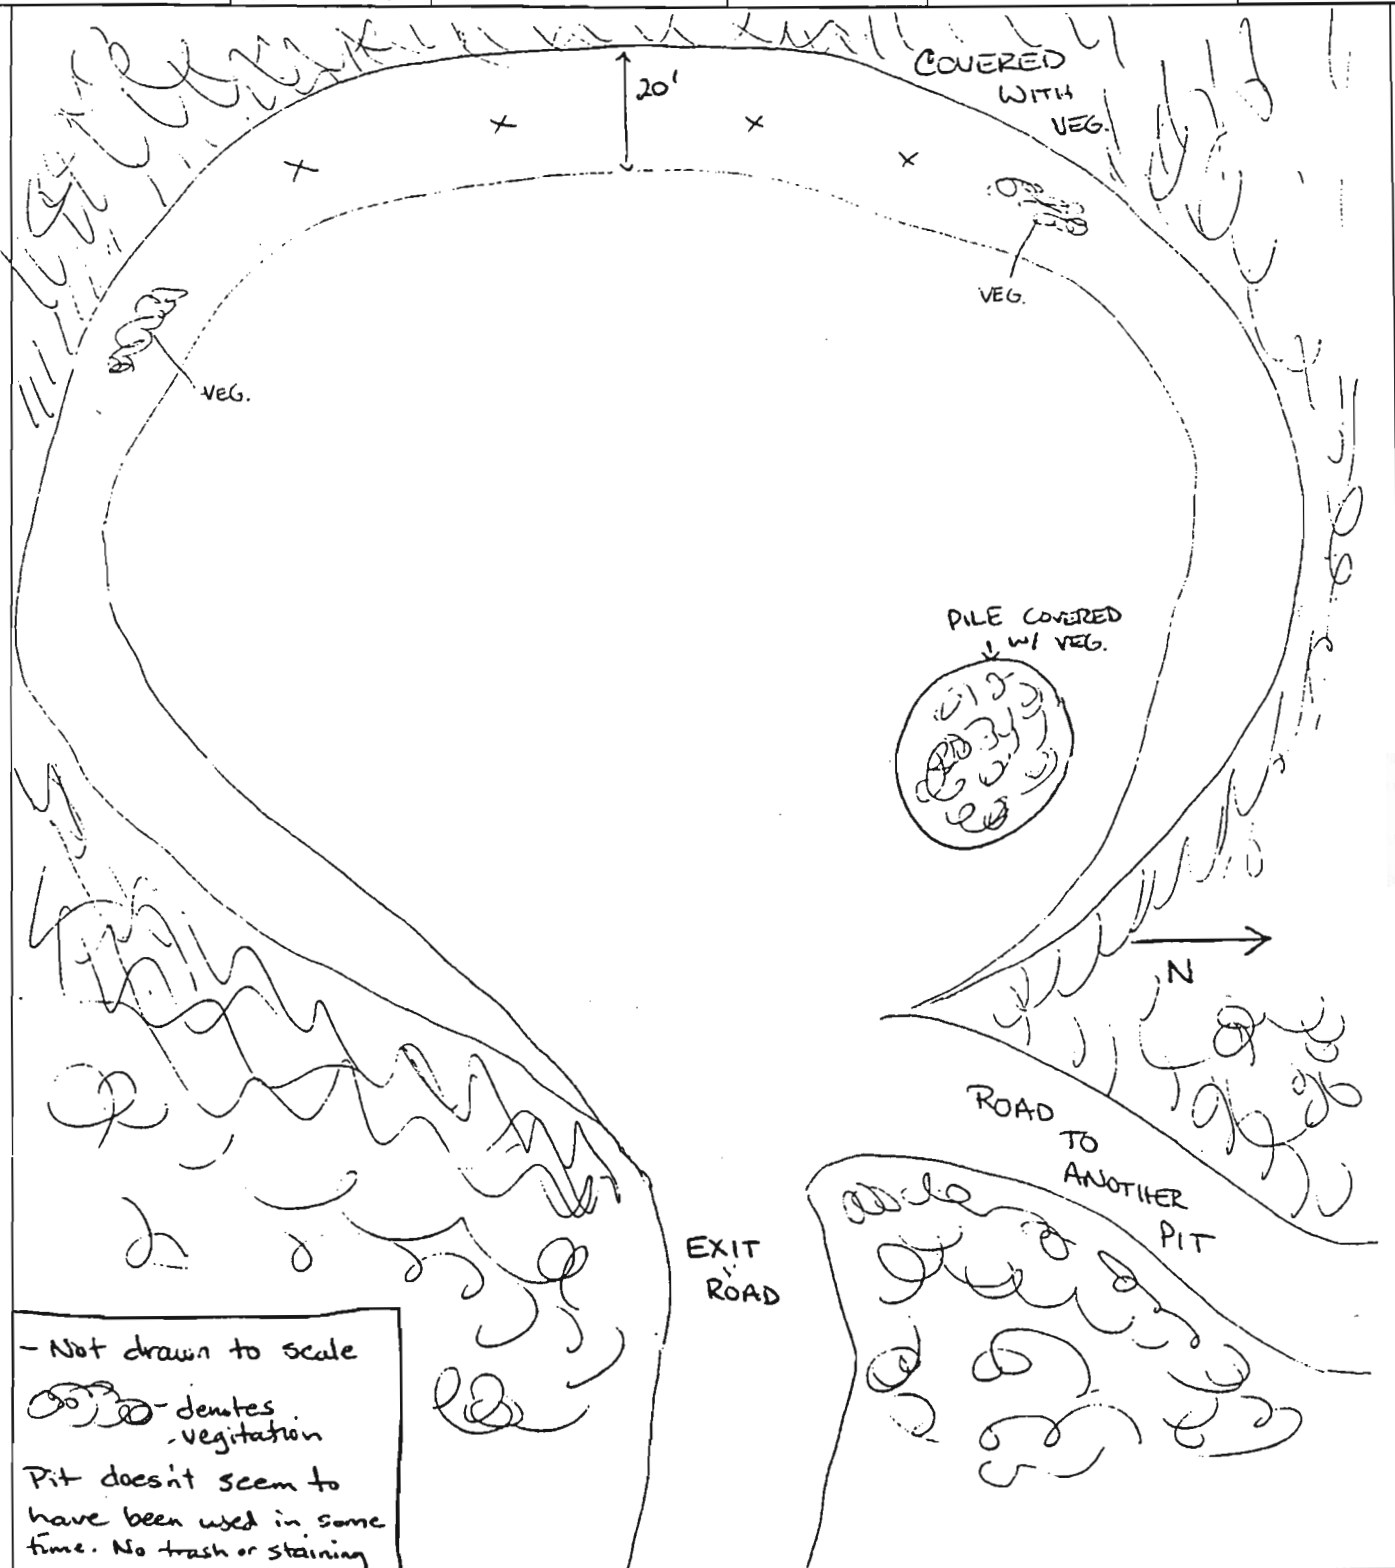 COVERED
WITH
VEG.
20'
x
x
x
x
VEG.
VEG.
PILE COVERED
w/ VEG.
N
ROAD
TO
ANOTHER
PIT
EXIT
ROAD
- Not drawn to scale
- denotes
vegitation
Pit doesn't seem to
have been used in some
time. No trash or staining